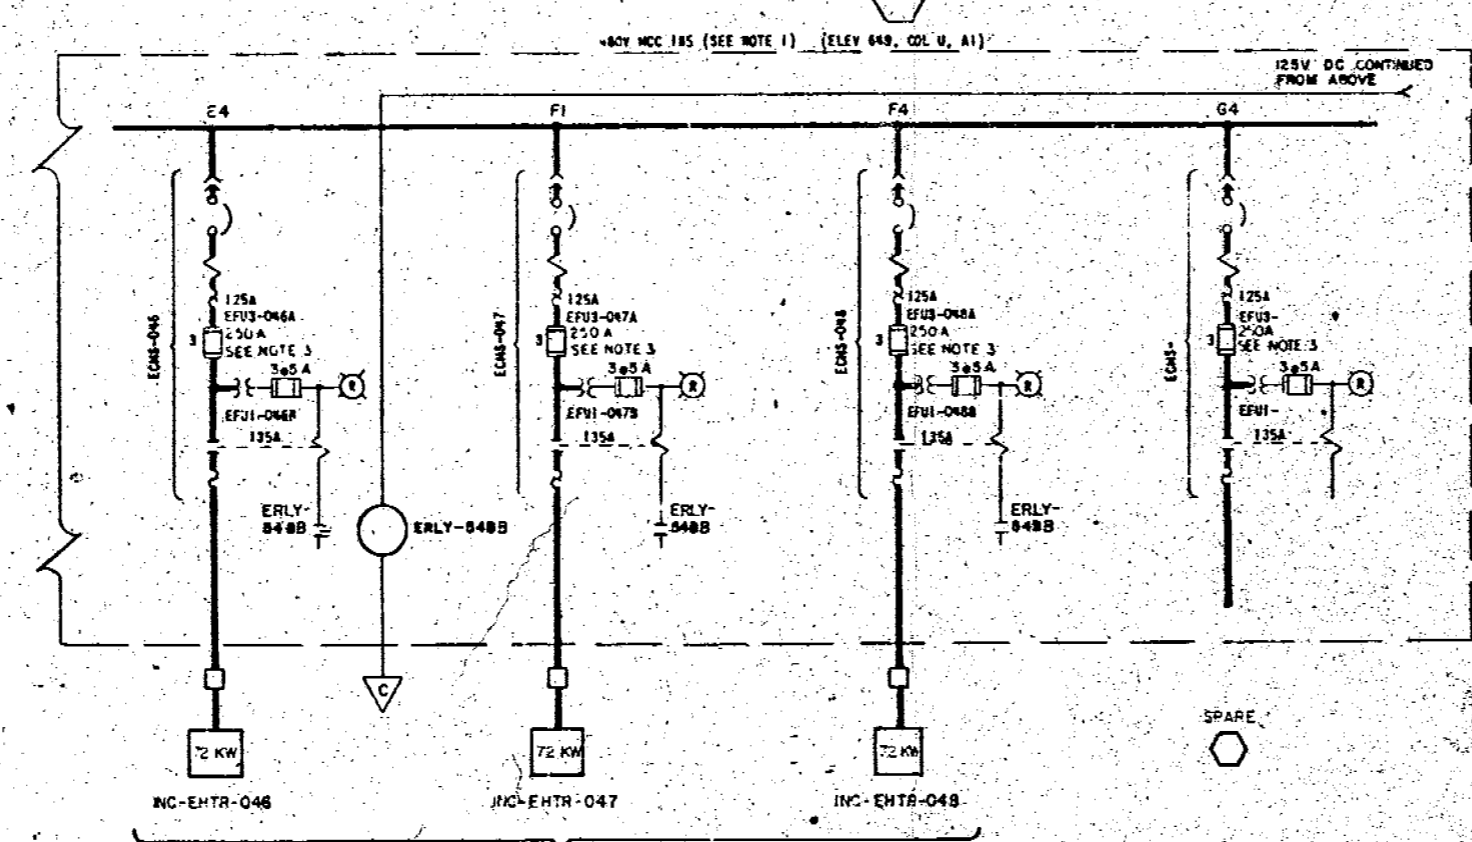 480V MCC 1B5 (SEE NOTE 1) (ELEV 649, COL U, A1)
125V DC CONTINUED
FROM ABOVE
E4
F1
F4
G4
ECMS-046
125A
EFU3-046A
250A
3
SEE NOTE 3
3@5A
R
EFU1-046B
135A
ERLY-
848B
ERLY-848B
C
ECMS-047
125A
EFU3-047A
250A
3
SEE NOTE 3
3@5A
R
EFU1-047B
135A
ERLY-
848B
ECMS-048
125A
EFU3-048A
250A
3
SEE NOTE 3
3@5A
R
EFU1-048B
135A
ERLY-
848B
ECMS-
125A
EFU3-
250A
3
SEE NOTE 3
3@5A
R
EFU1-
135A
72 KW
72 KW
72 KW
SPARE
INC-EHTR-046
INC-EHTR-047
INC-EHTR-048